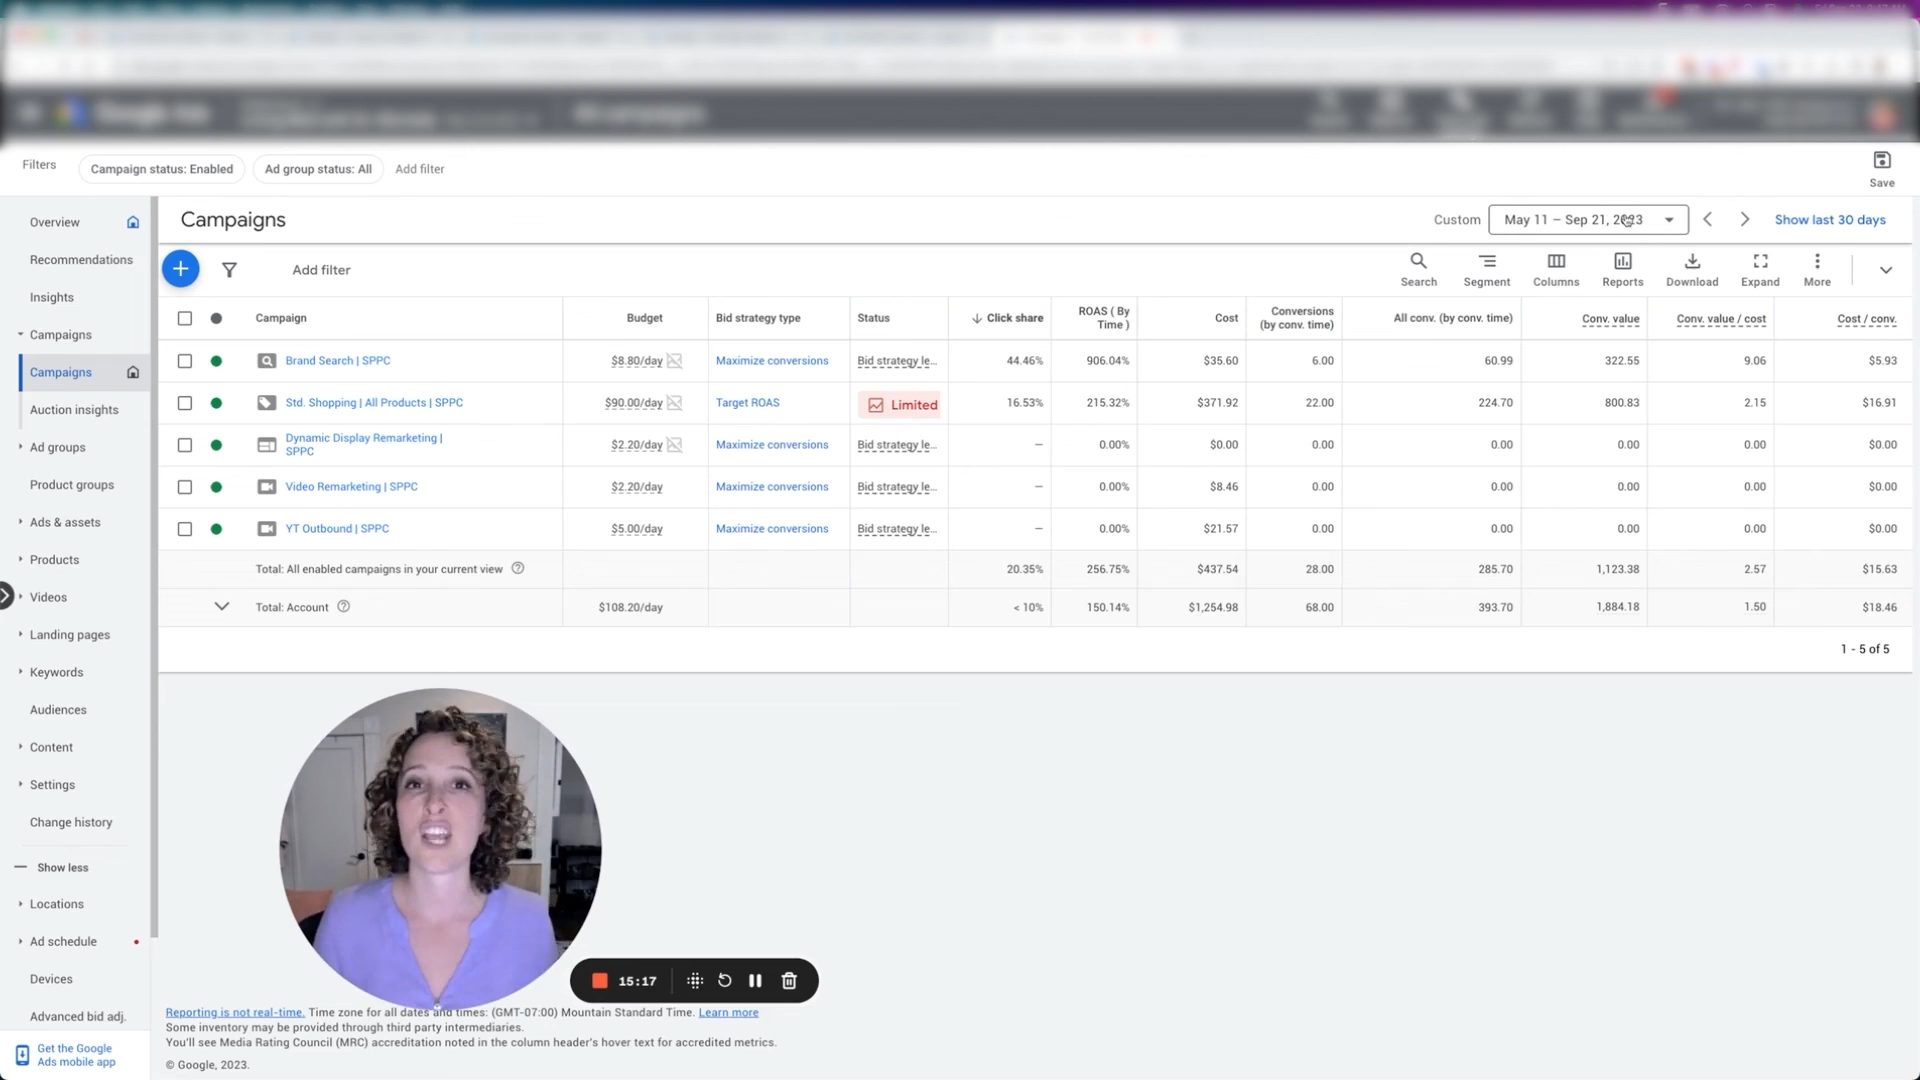 Google Ads
All campaigns
Filters
Campaign status: Enabled
Ad group status: All
Add filter
Save
Overview
Recommendations
Insights
Campaigns
Campaigns
Auction insights
Ad groups
Product groups
Ads & assets
Products
Videos
Landing pages
Keywords
Audiences
Content
Settings
Change history
Show less
Locations
Ad schedule
Devices
Advanced bid adj.
Get the Google
Ads mobile app
Campaigns
Custom
May 11 – Sep 21, 2023
Show last 30 days
Add filter
Search
Segment
Columns
Reports
Download
Expand
More
Campaign Budget Bid strategy type Status Click share ROAS ( By Time ) Cost Conversions (by conv. time) All conv. (by conv. time) Conv. value Conv. value / cost Cost / conv.
Brand Search | SPPC $8.80/day Maximize conversions Bid strategy le... 44.46% 906.04% $35.60 6.00 60.99 322.55 9.06 $5.93
Std. Shopping | All Products | SPPC $90.00/day Target ROAS Limited 16.53% 215.32% $371.92 22.00 224.70 800.83 2.15 $16.91
Dynamic Display Remarketing | SPPC $2.20/day Maximize conversions Bid strategy le... – 0.00% $0.00 0.00 0.00 0.00 0.00 $0.00
Video Remarketing | SPPC $2.20/day Maximize conversions Bid strategy le... – 0.00% $8.46 0.00 0.00 0.00 0.00 $0.00
YT Outbound | SPPC $5.00/day Maximize conversions Bid strategy le... – 0.00% $21.57 0.00 0.00 0.00 0.00 $0.00
Total: All enabled campaigns in your current view 20.35% 256.75% $437.54 28.00 285.70 1,123.38 2.57 $15.63
Total: Account $108.20/day < 10% 150.14% $1,254.98 68.00 393.70 1,884.18 1.50 $18.46
1 - 5 of 5
15:17
Reporting is not real-time. Time zone for all dates and times: (GMT-07:00) Mountain Standard Time. Learn more
Some inventory may be provided through third party intermediaries.
You'll see Media Rating Council (MRC) accreditation noted in the column header's hover text for accredited metrics.
© Google, 2023.